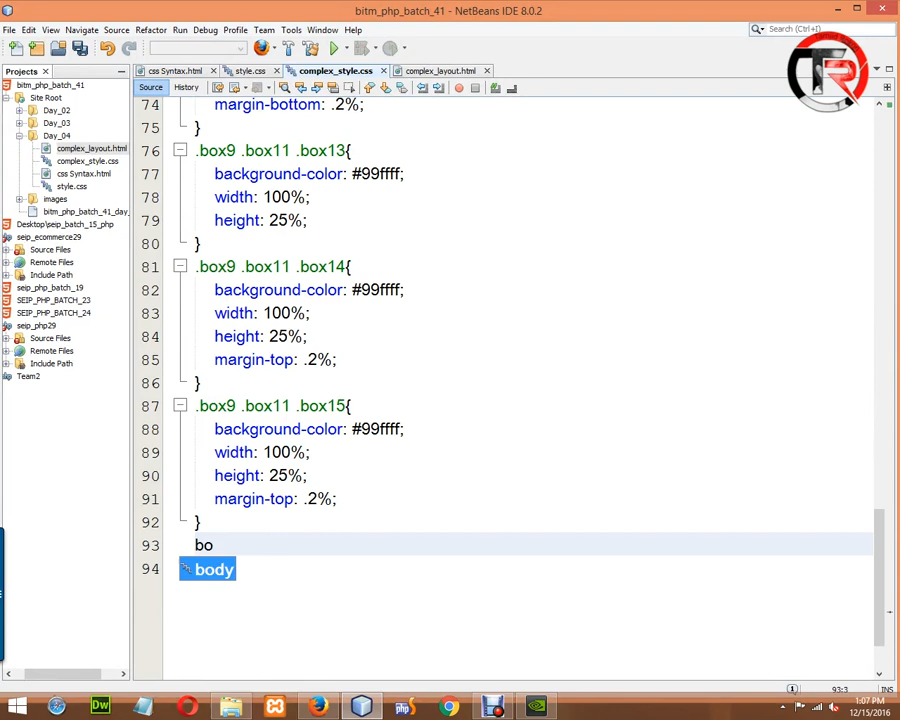 bitm_php_batch_41 - NetBeans IDE 8.0.2
File Edit View Navigate Source Refactor Run Debug Profile Team Tools Window Help
Search (Ctrl+I)
Projects
css Syntax.html
style.css
complex_style.css
complex_layout.html
Source History
bitm_php_batch_41
Site Root
Day_02
Day_03
Day_04
complex_layout.html
complex_style.css
css Syntax.html
style.css
images
bitm_php_batch_41_day_
Desktop\seip_batch_15_php
seip_ecommerce29
Source Files
Remote Files
Include Path
seip_php_batch_19
SEIP_PHP_BATCH_23
SEIP_PHP_BATCH_24
seip_php29
Source Files
Remote Files
Include Path
Team2
74 margin-bottom: .2%;
75 }
76 .box9 .box11 .box13{
77 background-color: #99ffff;
78 width: 100%;
79 height: 25%;
80 }
81 .box9 .box11 .box14{
82 background-color: #99ffff;
83 width: 100%;
84 height: 25%;
85 margin-top: .2%;
86 }
87 .box9 .box11 .box15{
88 background-color: #99ffff;
89 width: 100%;
90 height: 25%;
91 margin-top: .2%;
92 }
93 bo
94 body
93:3 INS
Dw
php
1:07 PM
12/15/2016